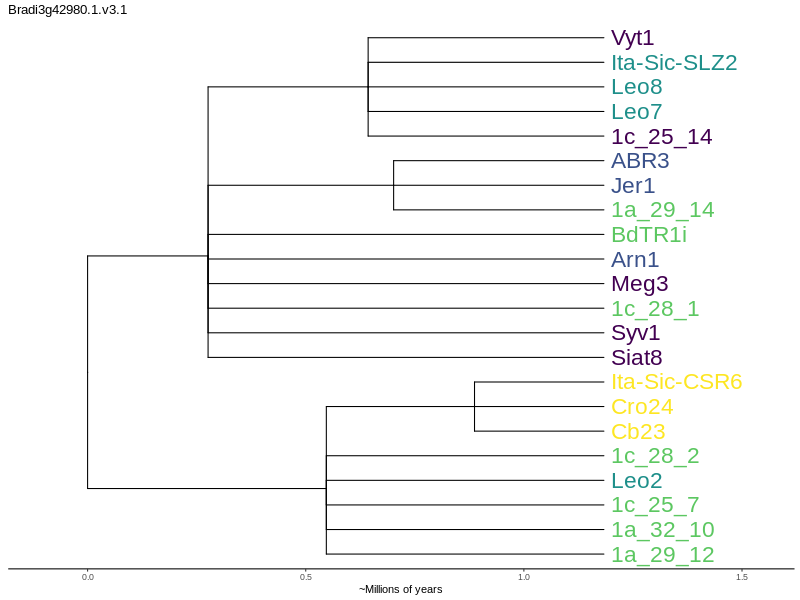 Bradi3g42980.1.v3.1
Vyt1
Ita-Sic-SLZ2
Leo8
Leo7
1c_25_14
ABR3
Jer1
1a_29_14
BdTR1i
Arn1
Meg3
1c_28_1
Syv1
Siat8
Ita-Sic-CSR6
Cro24
Cb23
1c_28_2
Leo2
1c_25_7
1a_32_10
1a_29_12
0.0 0.5 1.0 1.5
~Millions of years